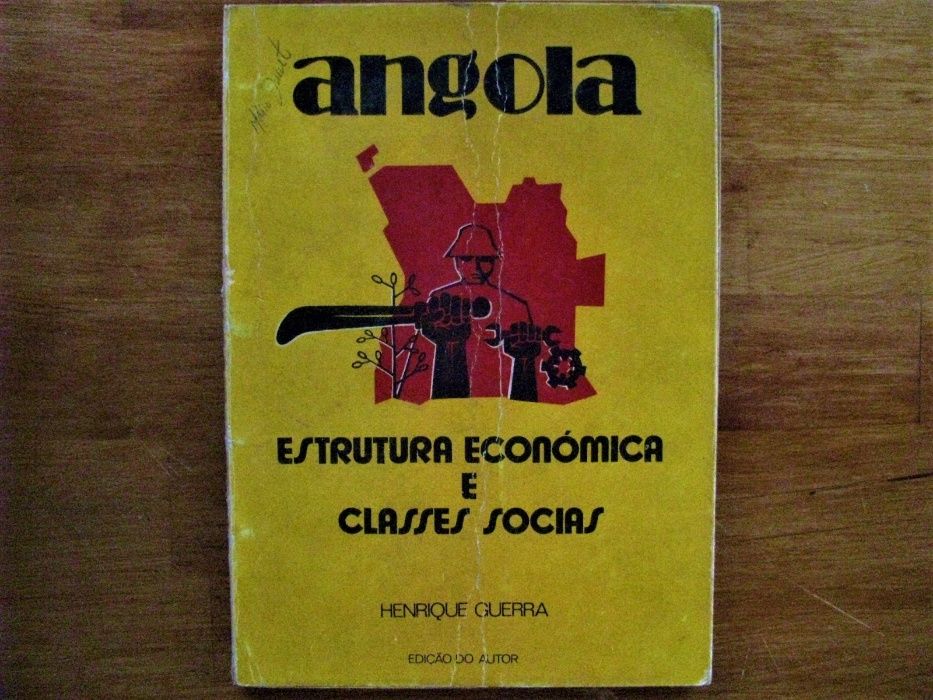 angola
ESTRUTURA ECONÓMICA
E
CLASSES SOCIAS
HENRIQUE GUERRA
EDIÇÃO DO AUTOR